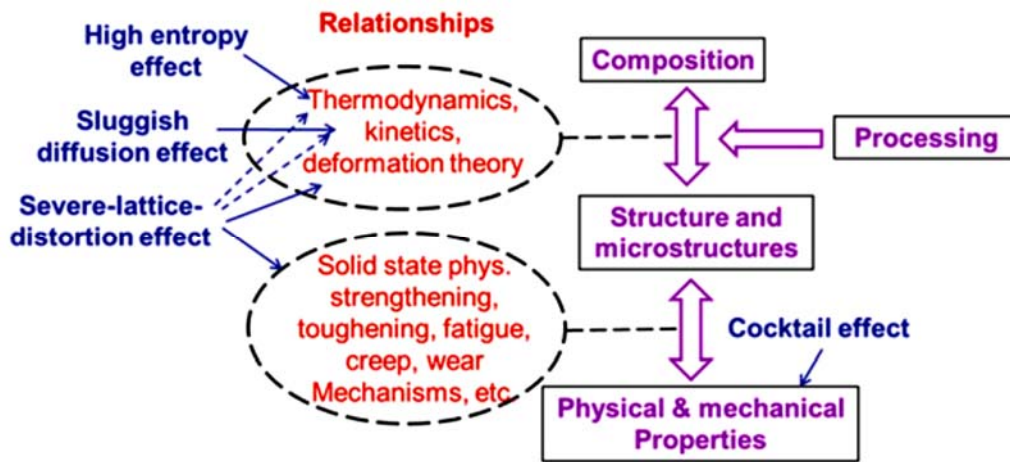 Relationships
High entropy
effect
Sluggish
diffusion effect
Severe-lattice-
distortion effect
Thermodynamics,
kinetics,
deformation theory
Solid state phys.
strengthening,
toughening, fatigue,
creep, wear
Mechanisms, etc
Composition
Processing
Structure and
microstructures
Cocktail effect
Physical & mechanical
Properties